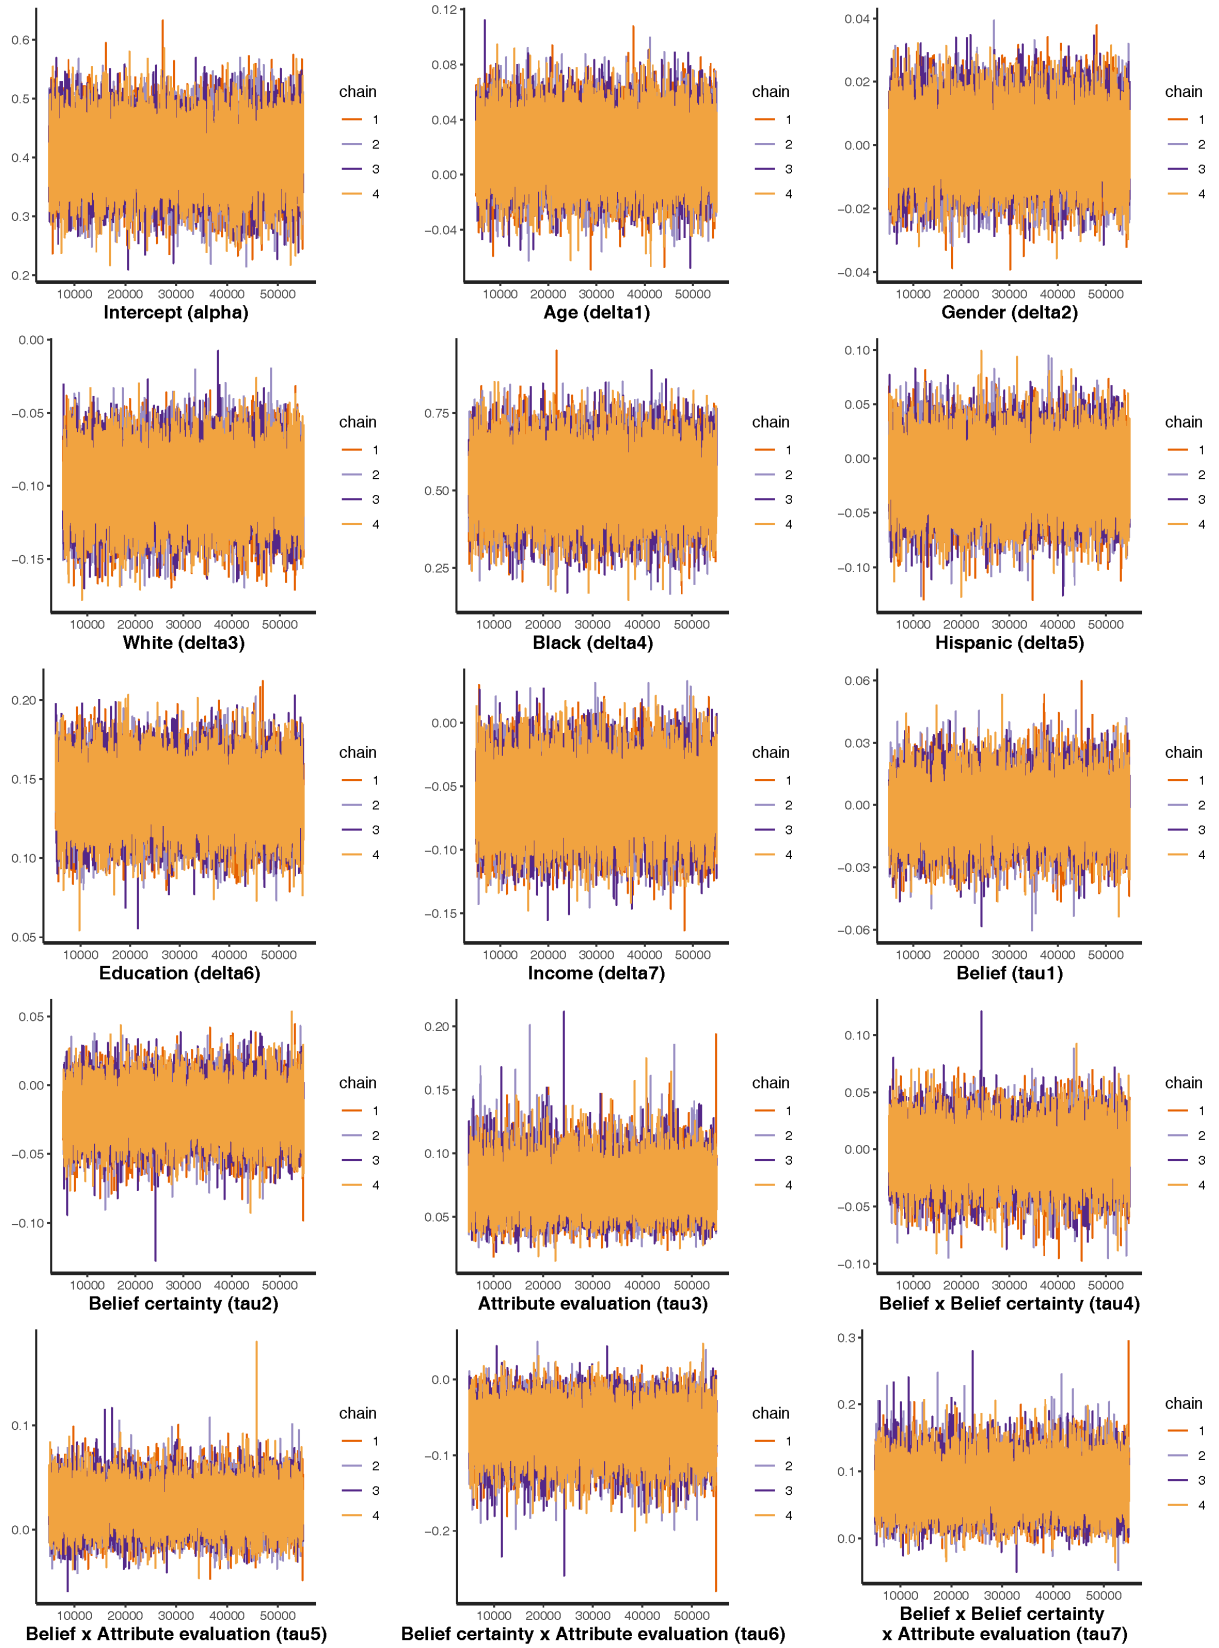 0.6
0.5
0.4
0.3
0.2
10000 20000 30000 40000 50000
Intercept (alpha)
chain
1
2
3
4
0.12
0.08
0.04
0.00
−0.04
10000 20000 30000 40000 50000
Age (delta1)
chain
1
2
3
4
0.04
0.02
0.00
−0.02
−0.04
10000 20000 30000 40000 50000
Gender (delta2)
chain
1
2
3
4
0.00
−0.05
−0.10
−0.15
10000 20000 30000 40000 50000
White (delta3)
chain
1
2
3
4
0.75
0.50
0.25
10000 20000 30000 40000 50000
Black (delta4)
chain
1
2
3
4
0.10
0.05
0.00
−0.05
−0.10
10000 20000 30000 40000 50000
Hispanic (delta5)
chain
1
2
3
4
0.20
0.15
0.10
0.05
10000 20000 30000 40000 50000
Education (delta6)
chain
1
2
3
4
0.00
−0.05
−0.10
−0.15
10000 20000 30000 40000 50000
Income (delta7)
chain
1
2
3
4
0.06
0.03
0.00
−0.03
−0.06
10000 20000 30000 40000 50000
Belief (tau1)
chain
1
2
3
4
0.05
0.00
−0.05
−0.10
10000 20000 30000 40000 50000
Belief certainty (tau2)
chain
1
2
3
4
0.20
0.15
0.10
0.05
10000 20000 30000 40000 50000
Attribute evaluation (tau3)
chain
1
2
3
4
0.10
0.05
0.00
−0.05
−0.10
10000 20000 30000 40000 50000
Belief x Belief certainty (tau4)
chain
1
2
3
4
0.1
0.0
10000 20000 30000 40000 50000
Belief x Attribute evaluation (tau5)
chain
1
2
3
4
0.0
−0.1
−0.2
10000 20000 30000 40000 50000
Belief certainty x Attribute evaluation (tau6)
chain
1
2
3
4
0.3
0.2
0.1
0.0
10000 20000 30000 40000 50000
Belief x Belief certainty
x Attribute evaluation (tau7)
chain
1
2
3
4